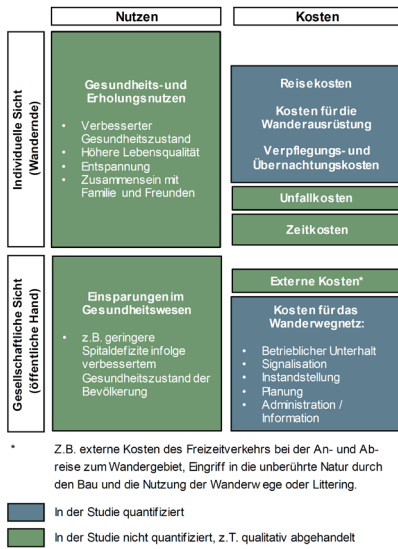 Nutzen
Kosten
Individuelle Sicht
(Wandernde)
Gesundheits- und
Erholungsnutzen
• Verbesserter
Gesundheitszustand
• Höhere Lebensqualität
• Entspannung
• Zusammensein mit
Familie und Freunden
Reisekosten
Kosten für die
Wanderausrüstung
Verpflegungs- und
Übernachtungskosten
Unfallkosten
Zeitkosten
Gesellschaftliche Sicht
(öffentliche Hand)
Einsparungen im
Gesundheitswesen
• z.B. geringere
Spitaldefizite infolge
verbessertem
Gesundheitszustand der
Bevölkerung
Externe Kosten*
Kosten für das
Wanderwegnetz:
• Betrieblicher Unterhalt
• Signalisation
• Instandstellung
• Planung
• Administration /
Information
* Z.B. externe Kosten des Freizeitverkehrs bei der An- und Ab-
reise zum Wandergebiet, Eingriff in die unberührte Natur durch
den Bau und die Nutzung der Wanderwege oder Littering.
In der Studie quantifiziert
In der Studie nicht quantifiziert, z.T. qualitativ abgehandelt